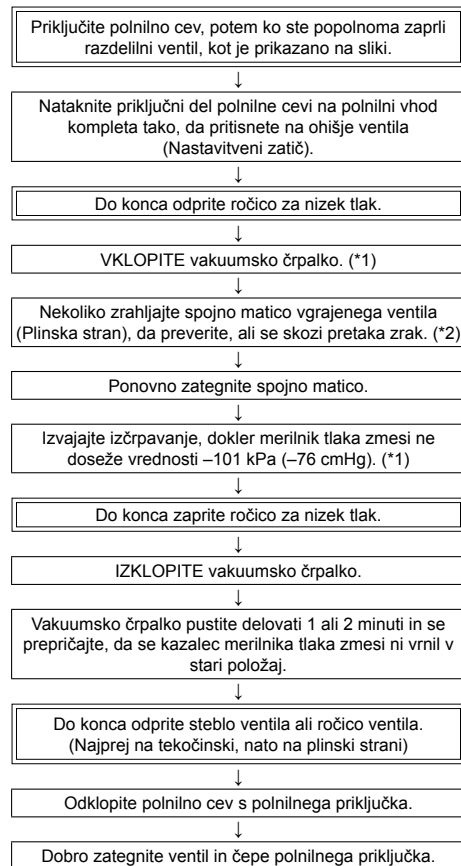 Priključite polnilno cev, potem ko ste popolnoma zaprli
razdelilni ventil, kot je prikazano na sliki.
↓
Nataknite priključni del polnilne cevi na polnilni vhod
kompleta tako, da pritisnete na ohišje ventila
(Nastavitveni zatič).
↓
Do konca odprite ročico za nizek tlak.
↓
VKLOPITE vakuumsko črpalko. (*1)
↓
Nekoliko zrahljajte spojno matico vgrajenega ventila
(Plinska stran), da preverite, ali se skozi pretaka zrak. (*2)
↓
Ponovno zategnite spojno matico.
↓
Izvajajte izčrpavanje, dokler merilnik tlaka zmesi ne
doseže vrednosti –101 kPa (–76 cmHg). (*1)
↓
Do konca zaprite ročico za nizek tlak.
↓
IZKLOPITE vakuumsko črpalko.
↓
Vakuumsko črpalko pustite delovati 1 ali 2 minuti in se
prepričajte, da se kazalec merilnika tlaka zmesi ni vrnil v
stari položaj.
↓
Do konca odprite steblo ventila ali ročico ventila.
(Najprej na tekočinski, nato na plinski strani)
↓
Odklopite polnilno cev s polnilnega priključka.
↓
Dobro zategnite ventil in čepe polnilnega priključka.